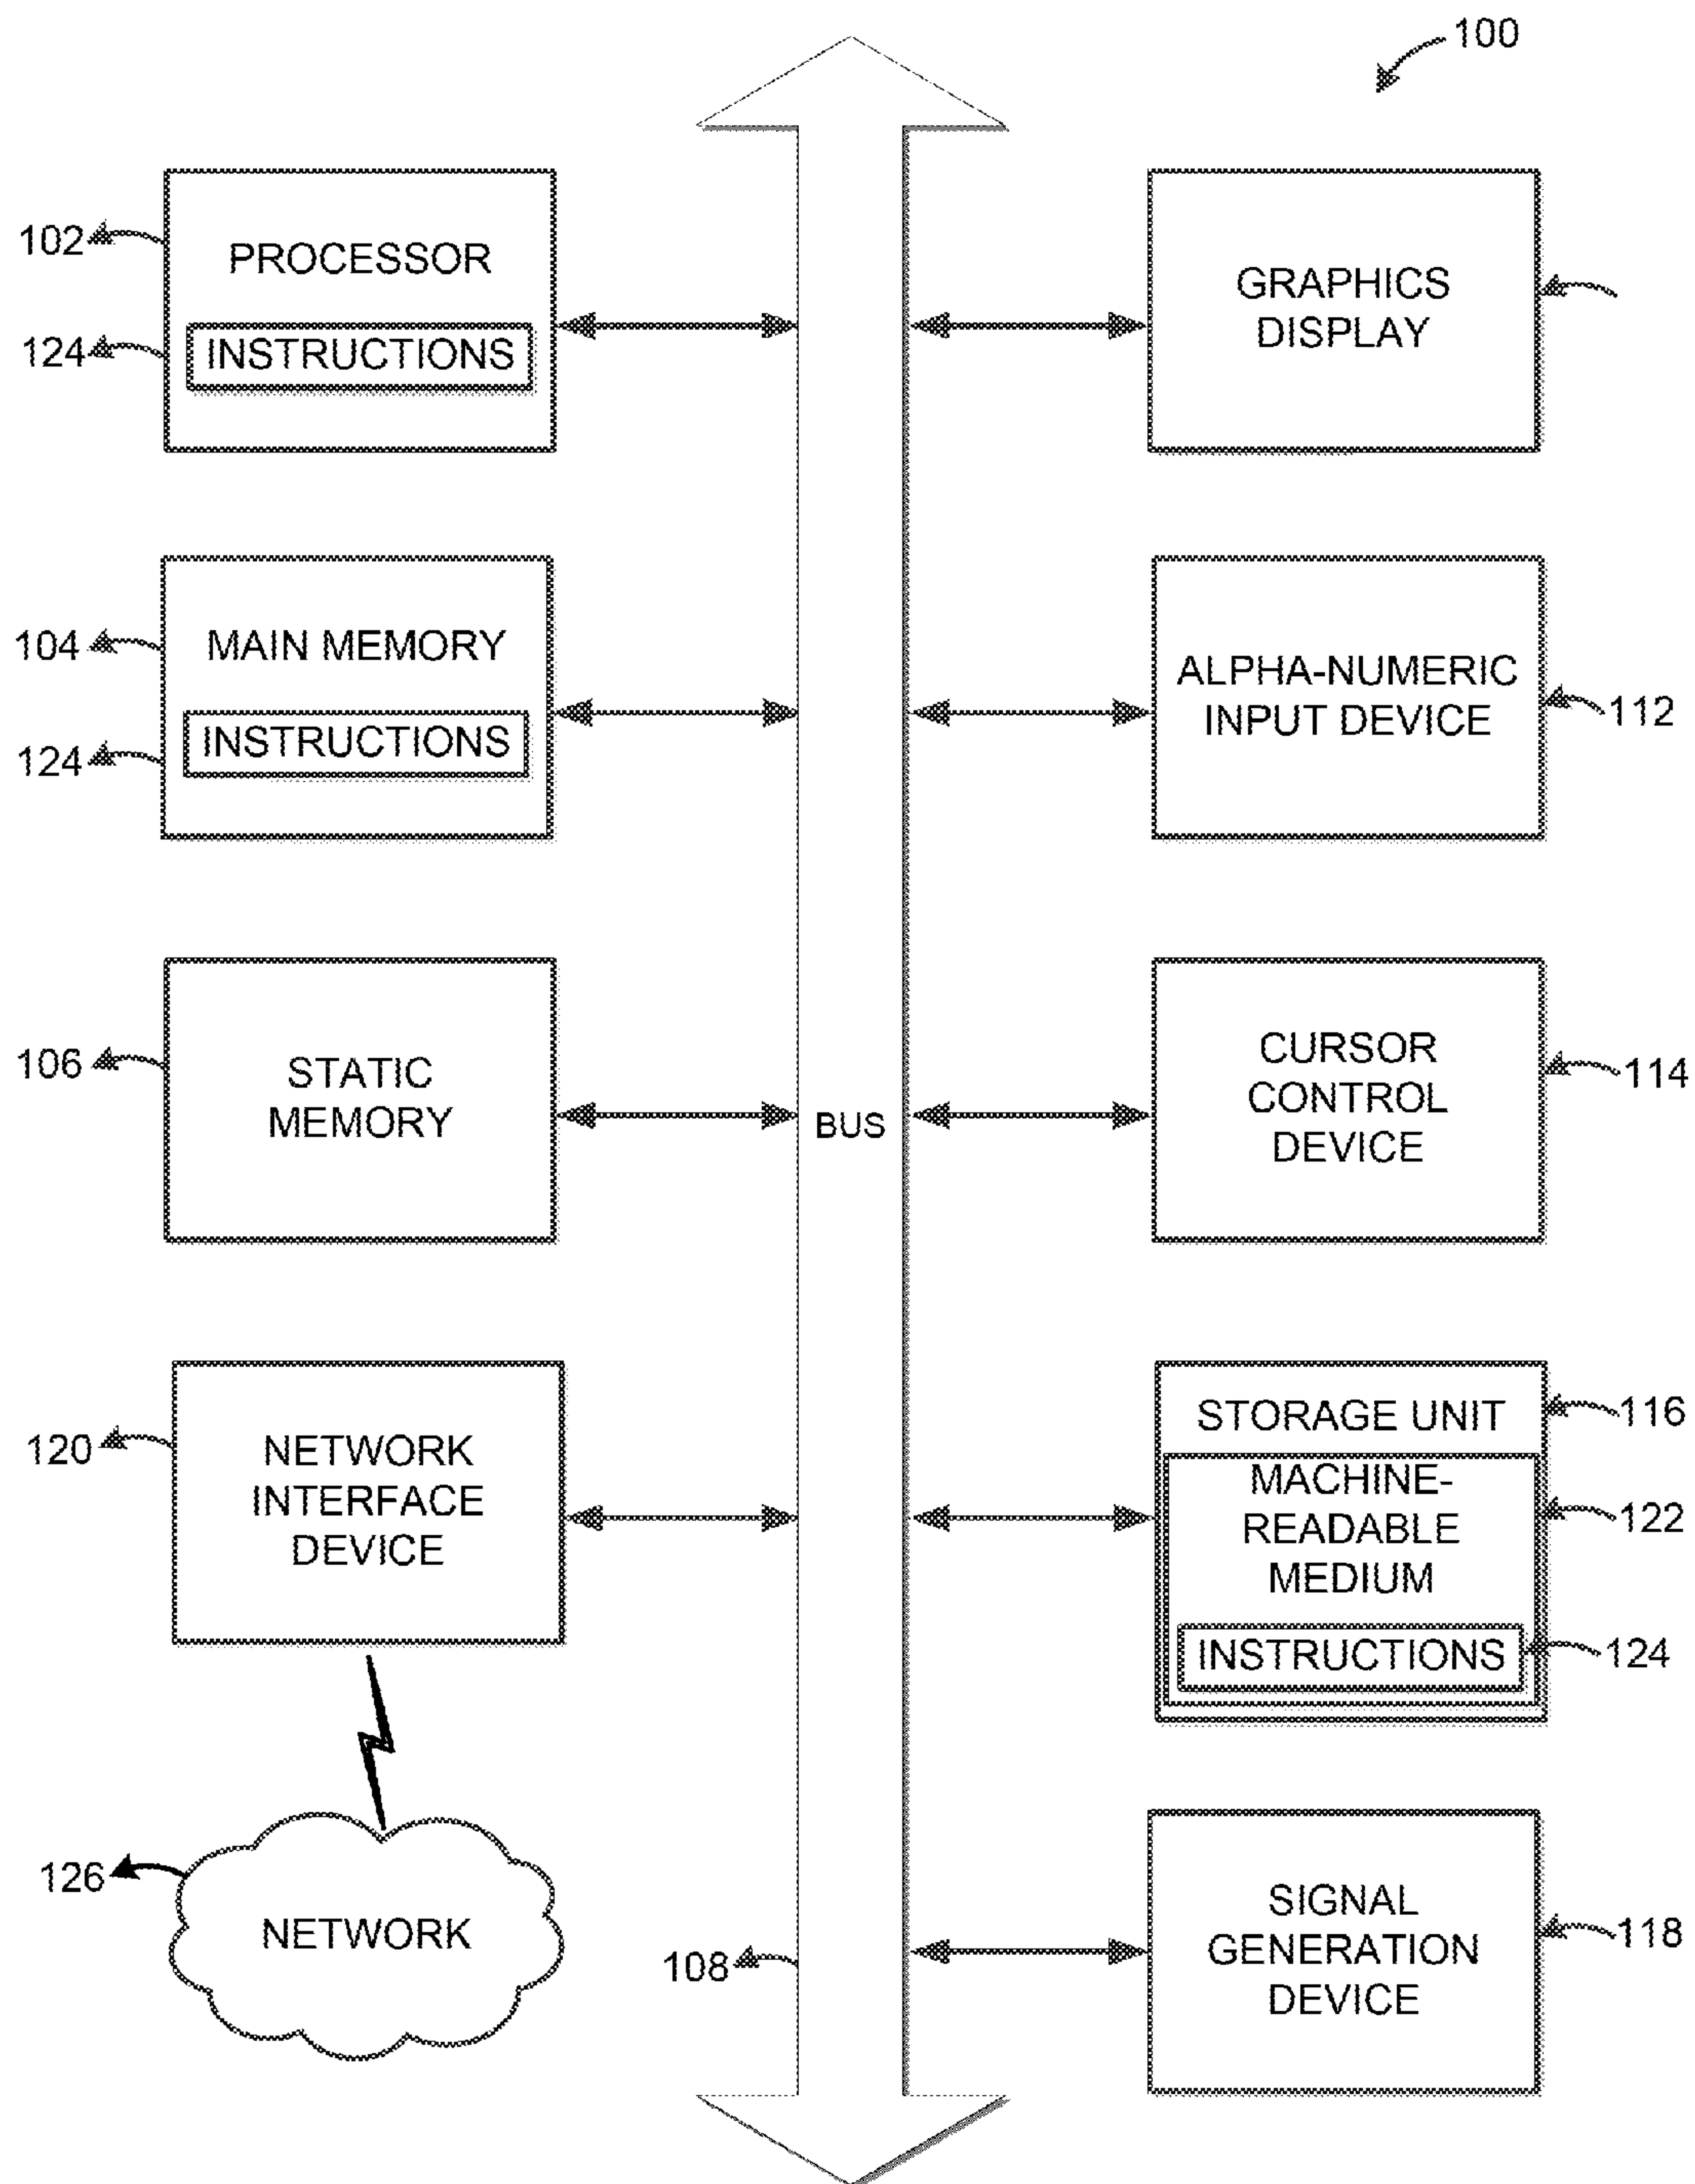 100
102
PROCESSOR
124
INSTRUCTIONS
GRAPHICS
DISPLAY
104
MAIN MEMORY
124
INSTRUCTIONS
ALPHA-NUMERIC
INPUT DEVICE
112
106
STATIC
MEMORY
BUS
CURSOR
CONTROL
DEVICE
114
120
NETWORK
INTERFACE
DEVICE
STORAGE UNIT
116
MACHINE-
READABLE
MEDIUM
122
INSTRUCTIONS
124
126
NETWORK
108
SIGNAL
GENERATION
DEVICE
118